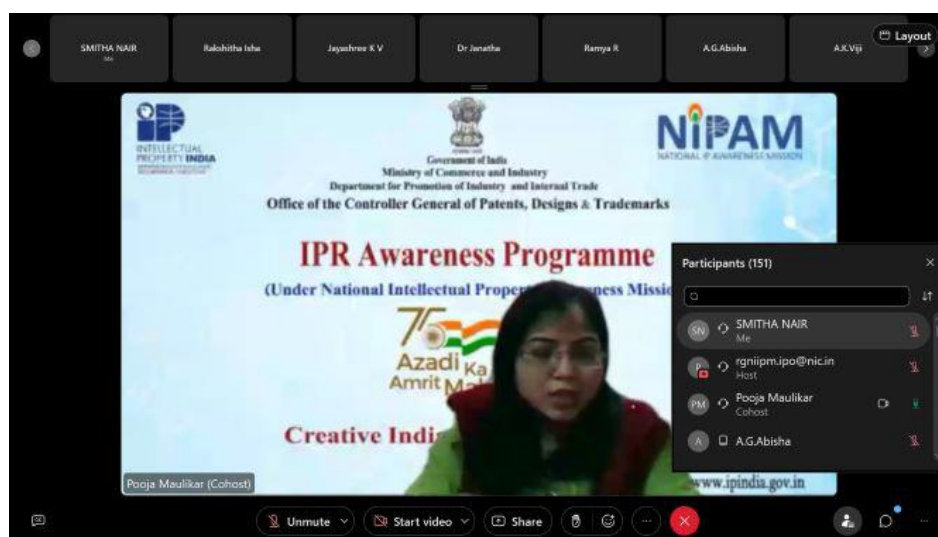 SMITHA NAIR
Me
Rakshitha Isha
Jayashree K V
Dr Janatha
Ramya R
A.G.Abisha
A.K.Viji
Layout
INTELLECTUAL
PROPERTY INDIA
Government of India
Ministry of Commerce and Industry
Department for Promotion of Industry and Internal Trade
Office of the Controller General of Patents, Designs & Trademarks
NIPAM
NATIONAL IP AWARENESS MISSION
IPR Awareness Programme
(Under National Intellectual Prope ness Missi
75
Azadi Ka
Amrit Ma
Creative Indi
www.ipindia.gov.in
Pooja Maulikar (Cohost)
Participants (151)
SN SMITHA NAIR
Me
rgniipm.ipo@nic.in
Host
PM Pooja Maulikar
Cohost
A A.G.Abisha
Unmute
Start video
Share